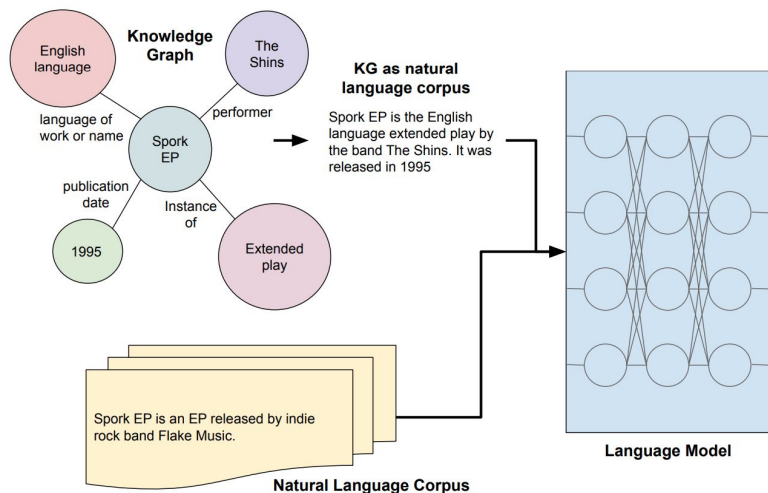 English
language
Knowledge
Graph
The
Shins
language of
work or name
performer
Spork
EP
publication
date
Instance
of
1995
Extended
play
KG as natural
language corpus
Spork EP is the English
language extended play by
the band The Shins. It was
released in 1995
Spork EP is an EP released by indie
rock band Flake Music.
Natural Language Corpus
Language Model